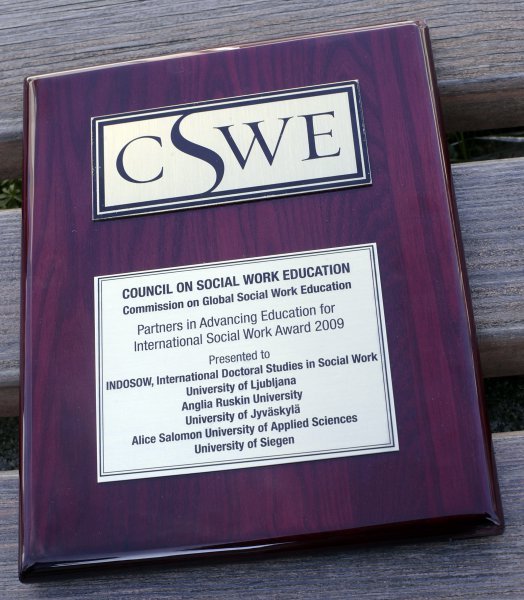 CSWE
COUNCIL ON SOCIAL WORK EDUCATION
Commission on Global Social Work Education
Partners in Advancing Education for
International Social Work Award 2009
Presented to
INDOSOW, International Doctoral Studies in Social Work
University of Ljubljana
Anglia Ruskin University
University of Jyväskylä
Alice Salomon University of Applied Sciences
University of Siegen